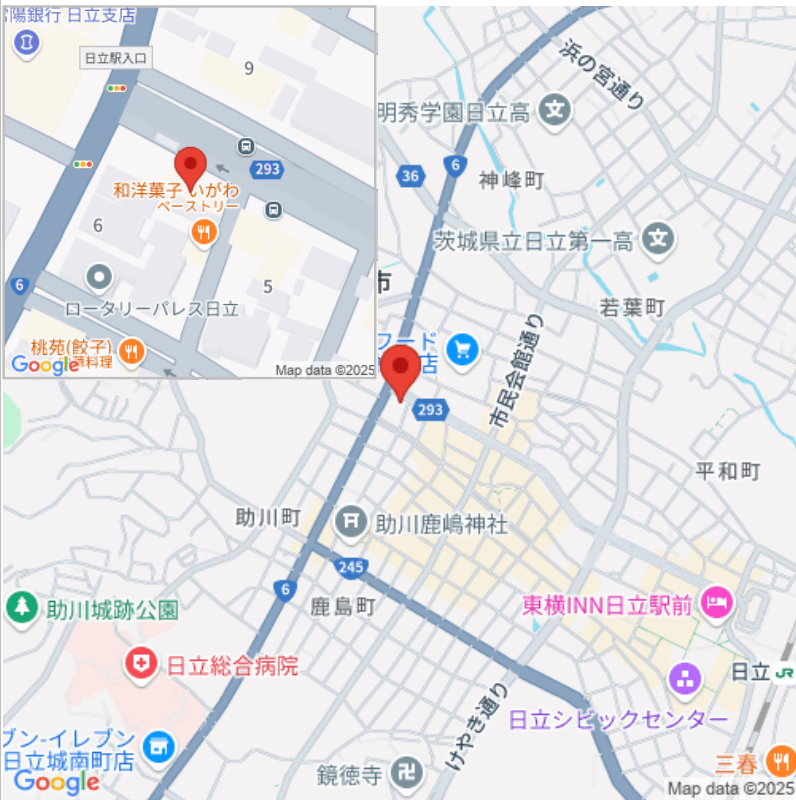 陽銀行 日立支店
日立駅入口
9
293
和洋菓子 いがわ
ペーストリー
6
5
6
ロータリーパレス日立
桃苑(餃子)
料理
Google
Map data ©2025
浜の宮通り
明秀学園日立高
6
36
神峰町
茨城県立日立第一高
市
若葉町
フード
店
市民会館通り
293
平和町
助川町
助川鹿嶋神社
245
6
鹿島町
東横INN日立駅前
助川城跡公園
日立総合病院
日立
JR
日立シビックセンター
けやき通り
ブン-イレブン
日立城南町店
鏡徳寺
三春
Google
Map data ©2025